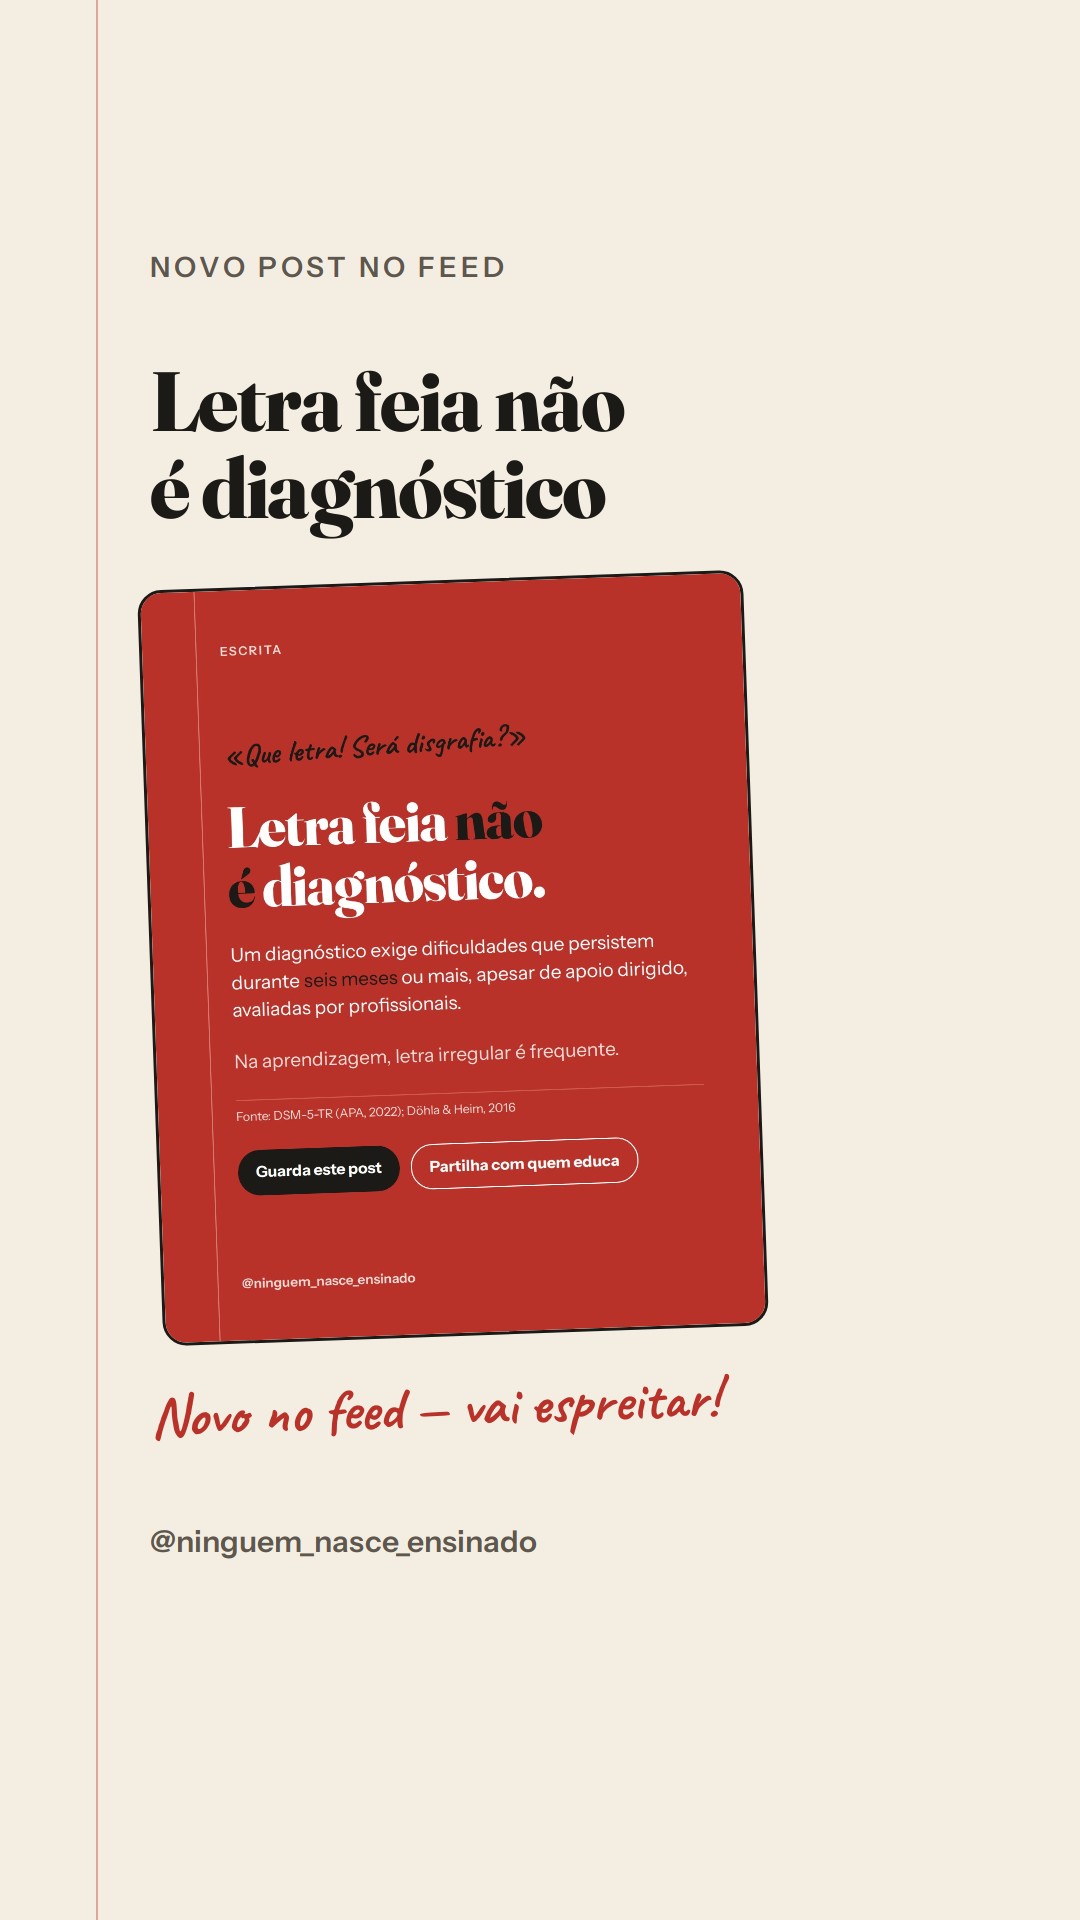 NOVO POST NO FEED
Letra feia não
é diagnóstico
ESCRITA
«Que letra! Será disgrafia?»
Letra feia não
é diagnóstico.
Um diagnóstico exige dificuldades que persistem
durante seis meses ou mais, apesar de apoio dirigido,
avaliadas por profissionais.
Na aprendizagem, letra irregular é frequente.
Fonte: DSM-5-TR (APA, 2022); Döhla & Heim, 2016
Guarda este post
Partilha com quem educa
@ninguem_nasce_ensinado
Novo no feed – vai espreitar!
@ninguem_nasce_ensinado